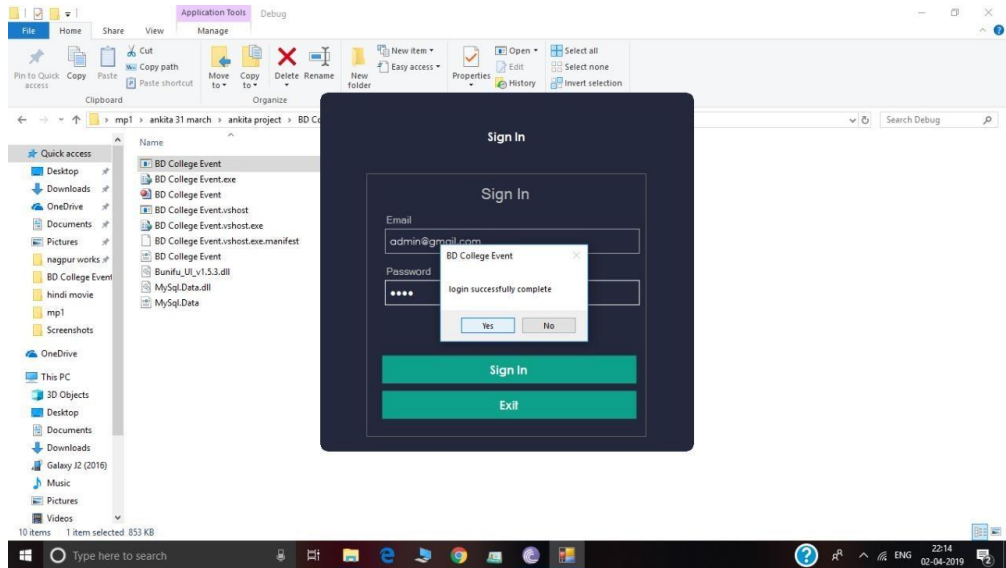 Application Tools
Debug
File
Home
Share
View
Manage
Pin to Quick access
Copy
Paste
Cut
Copy path
Paste shortcut
Move to
Copy to
Delete
Rename
New folder
New item
Easy access
Properties
Open
Edit
History
Select all
Select none
Invert selection
Clipboard
Organize
mp1 > ankita 31 march > ankita project > BD Co
Search Debug
Name
Quick access
Desktop
Downloads
OneDrive
Documents
Pictures
nagpur works
BD College Event
hindi movie
mp1
Screenshots
OneDrive
This PC
3D Objects
Desktop
Documents
Downloads
Galaxy J2 (2016)
Music
Pictures
Videos
BD College Event
BD College Event.exe
BD College Event
BD College Event.vshost
BD College Event.vshost.exe
BD College Event.vshost.exe.manifest
BD College Event
Bunifu_UI_v1.5.3.dll
MySql.Data.dll
MySql.Data
Sign In
Sign In
Email
admin@gmail.com
Password
BD College Event
login successfully complete
Yes
No
Sign In
Exit
10 items
1 item selected 853 KB
Type here to search
ENG
22:14
02-04-2019